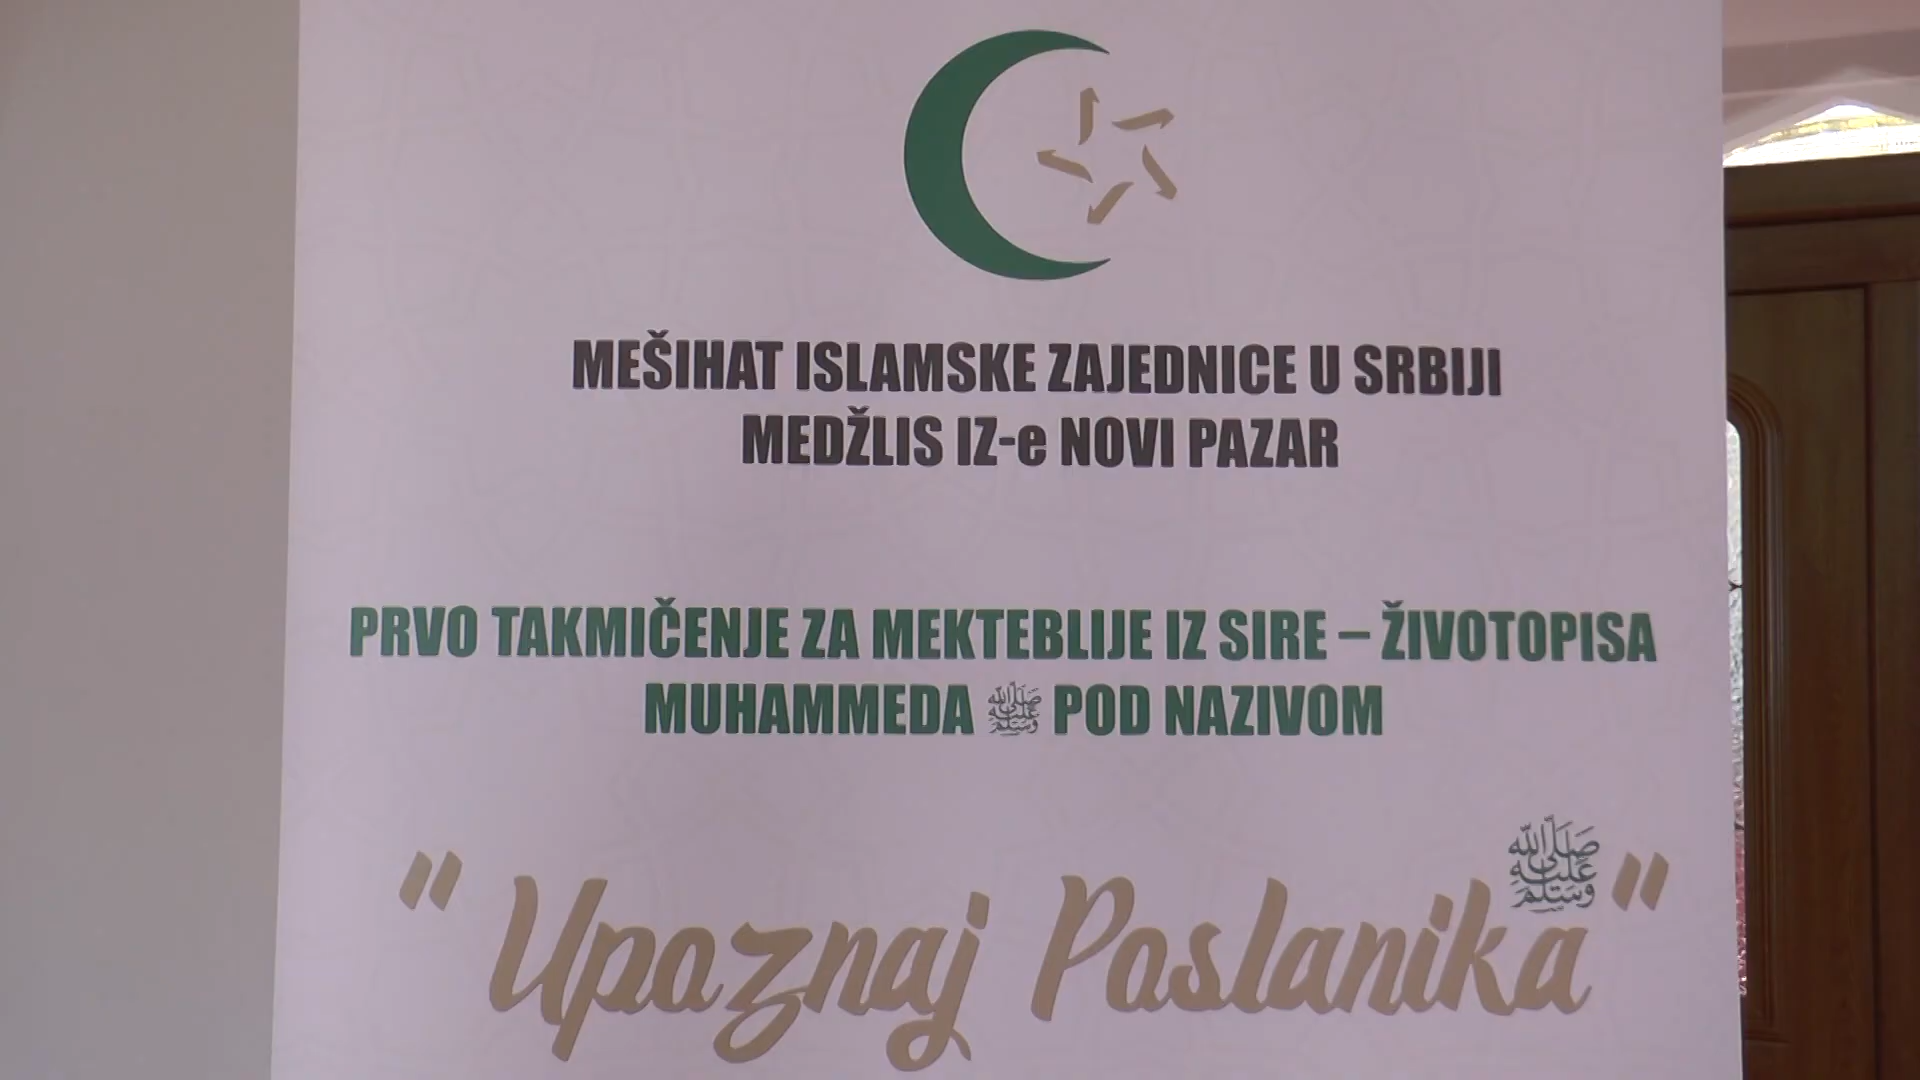 MEŠIHAT ISLAMSKE ZAJEDNICE U SRBIJI
MEDŽLIS IZ-e NOVI PAZAR
PRVO TAKMIČENJE ZA MEKTEBLIJE IZ SIRE – ŽIVOTOPISA
MUHAMMEDA ﷺ POD NAZIVOM
"Upoznaj Poslanika ﷺ"